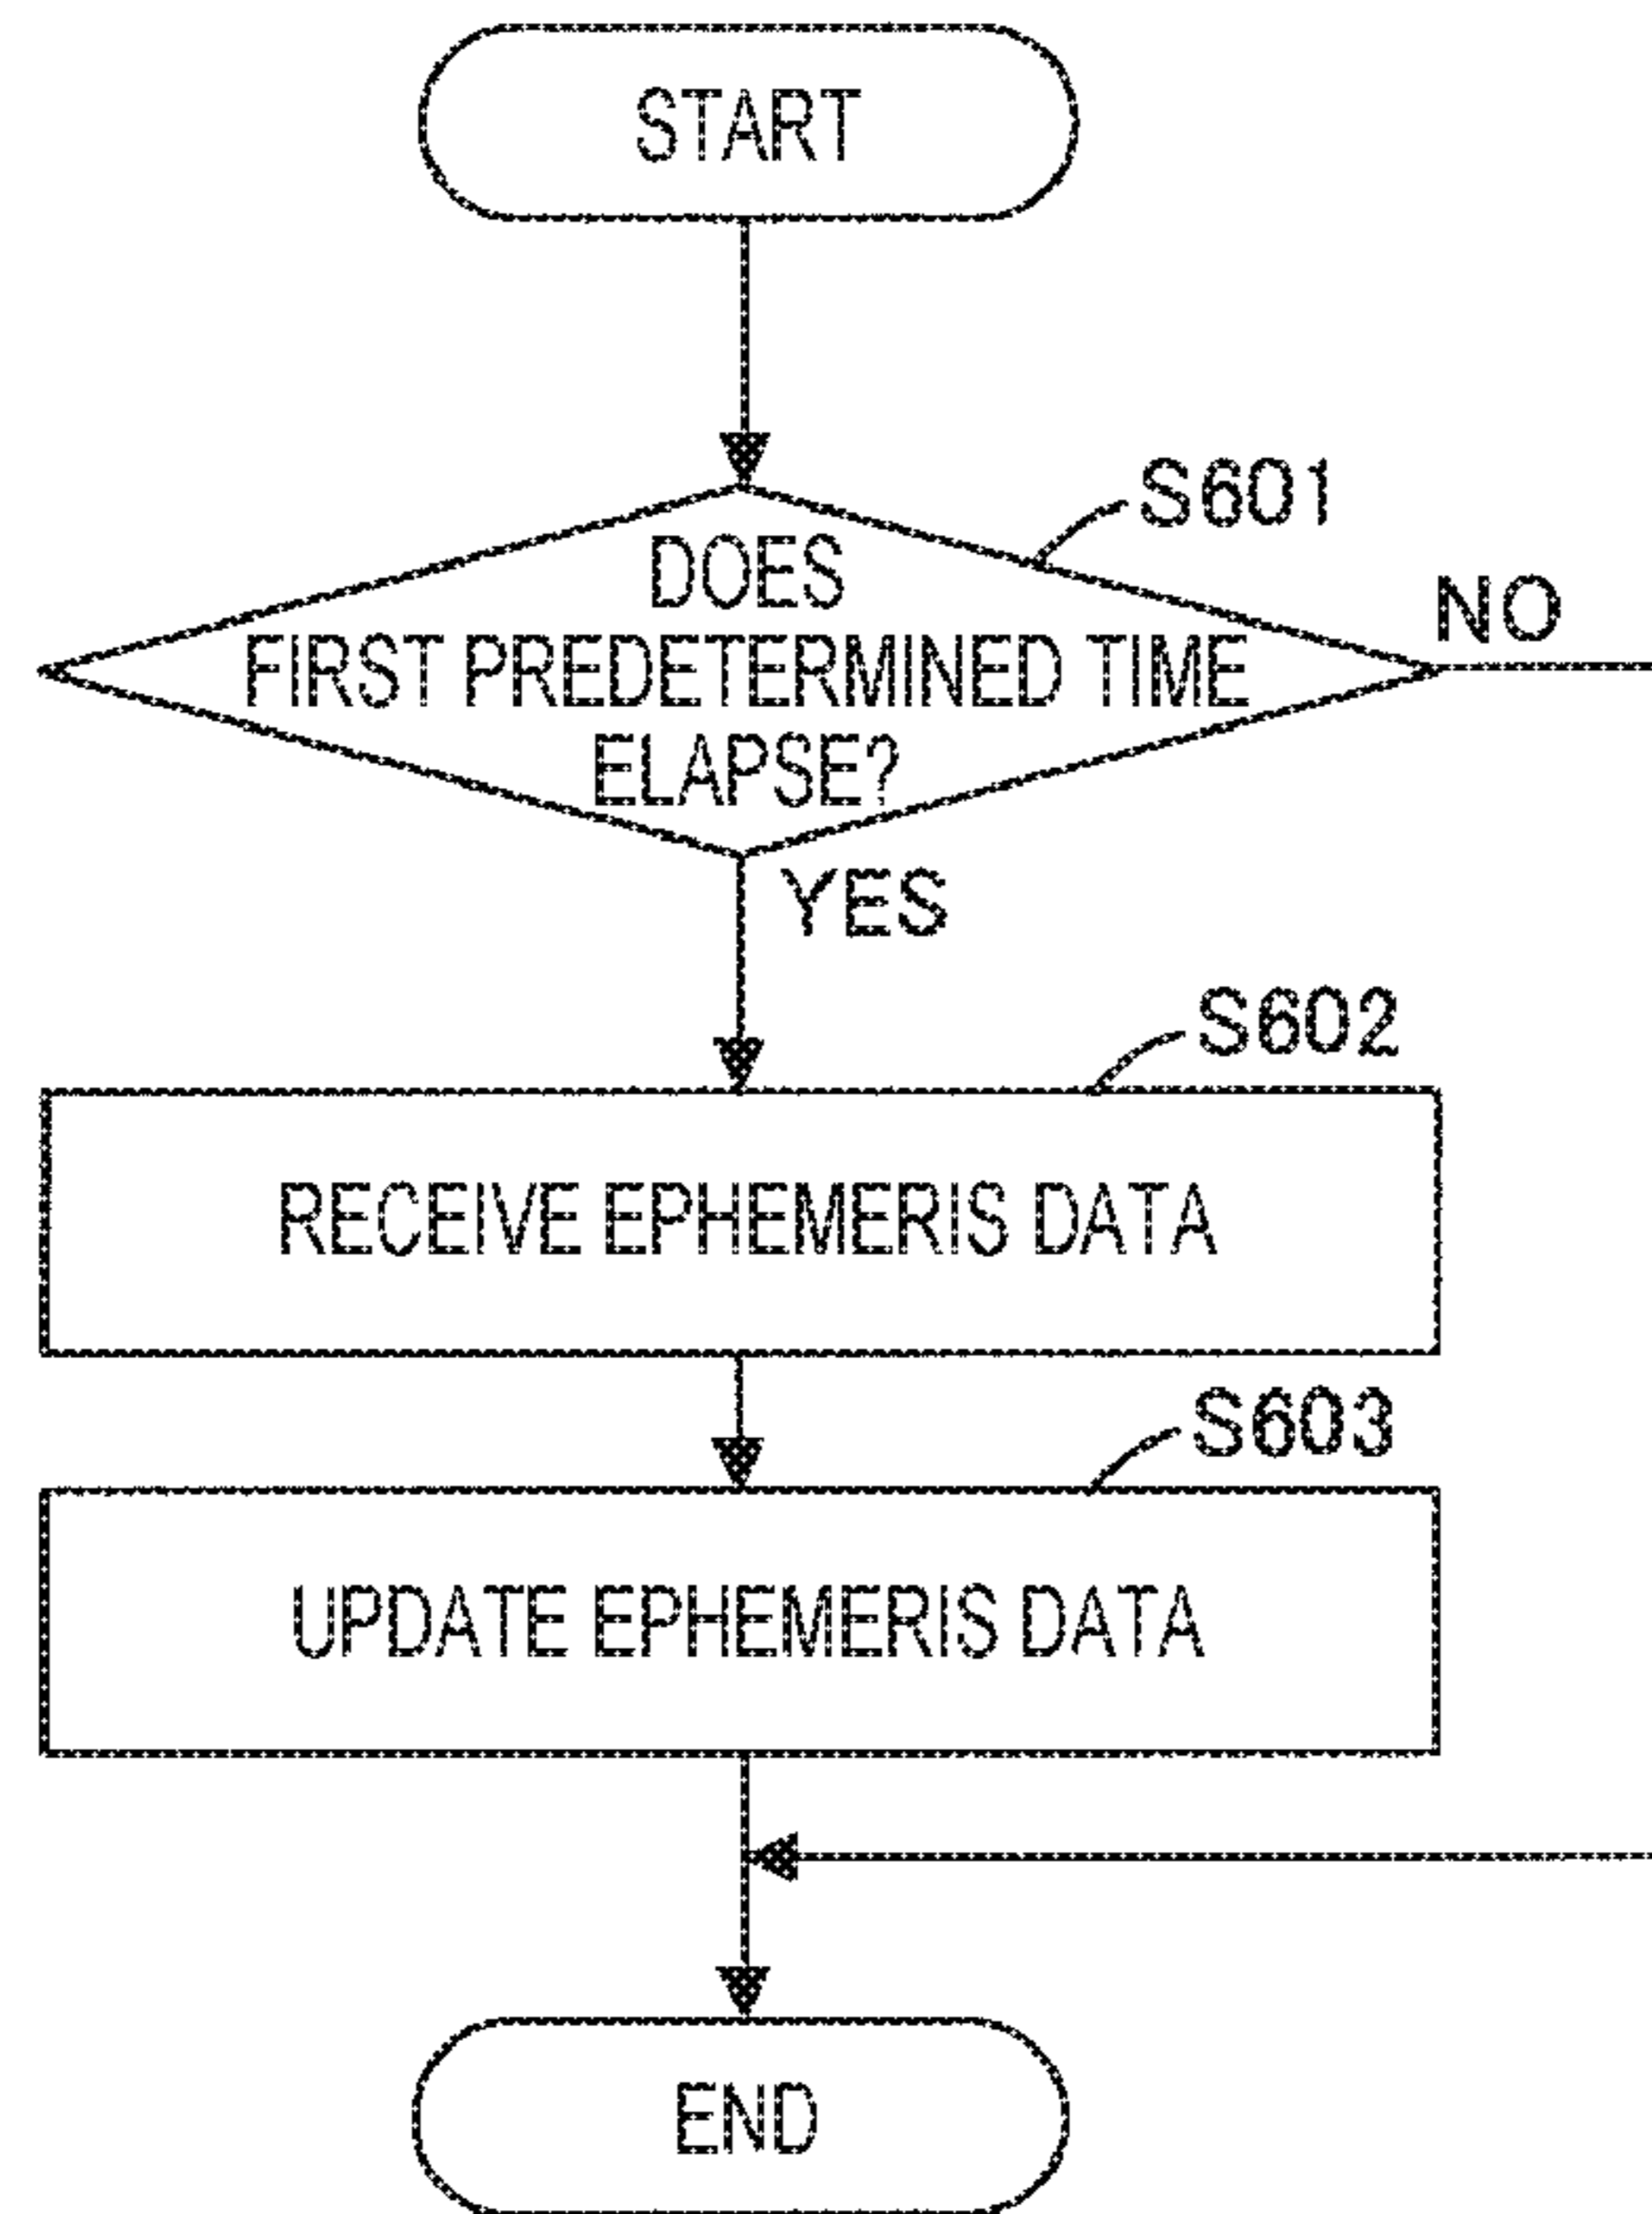 START
S601
DOES
FIRST PREDETERMINED TIME
ELAPSE?
NO
YES
S602
RECEIVE EPHEMERIS DATA
S603
UPDATE EPHEMERIS DATA
END